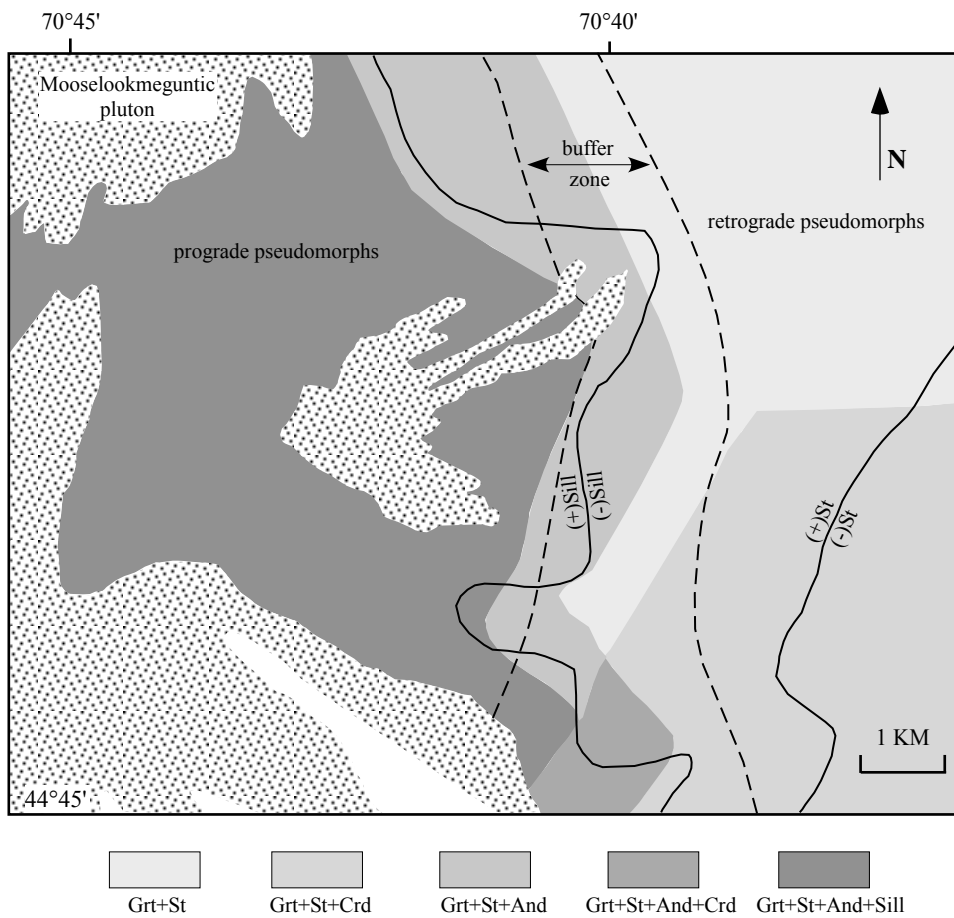 70°45' 70°40'
Mooselookmeguntic
pluton
buffer
zone
N
prograde pseudomorphs
retrograde pseudomorphs
(+)Sill
(-)Sill
(+)St
(-)St
1 KM
44°45'
Grt+St Grt+St+Crd Grt+St+And Grt+St+And+Crd Grt+St+And+Sill